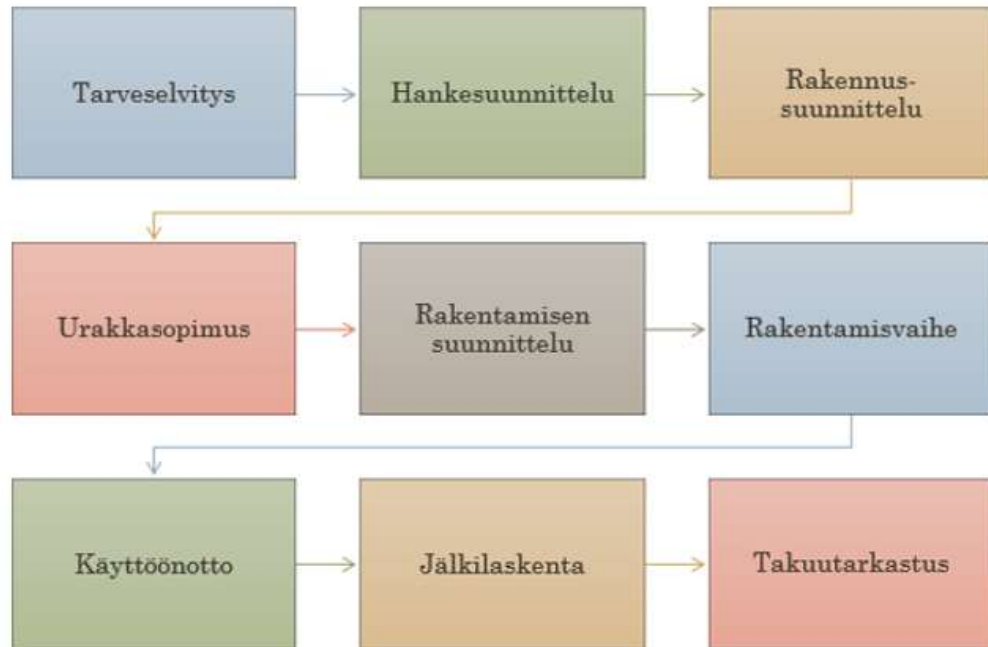 Tarveselvitys
Hankesuunnittelu
Rakennus-
suunnittelu
Urakkasopimus
Rakentamisen
suunnittelu
Rakentamisvaihe
Käyttöönotto
Jälkilaskenta
Takuutarkastus